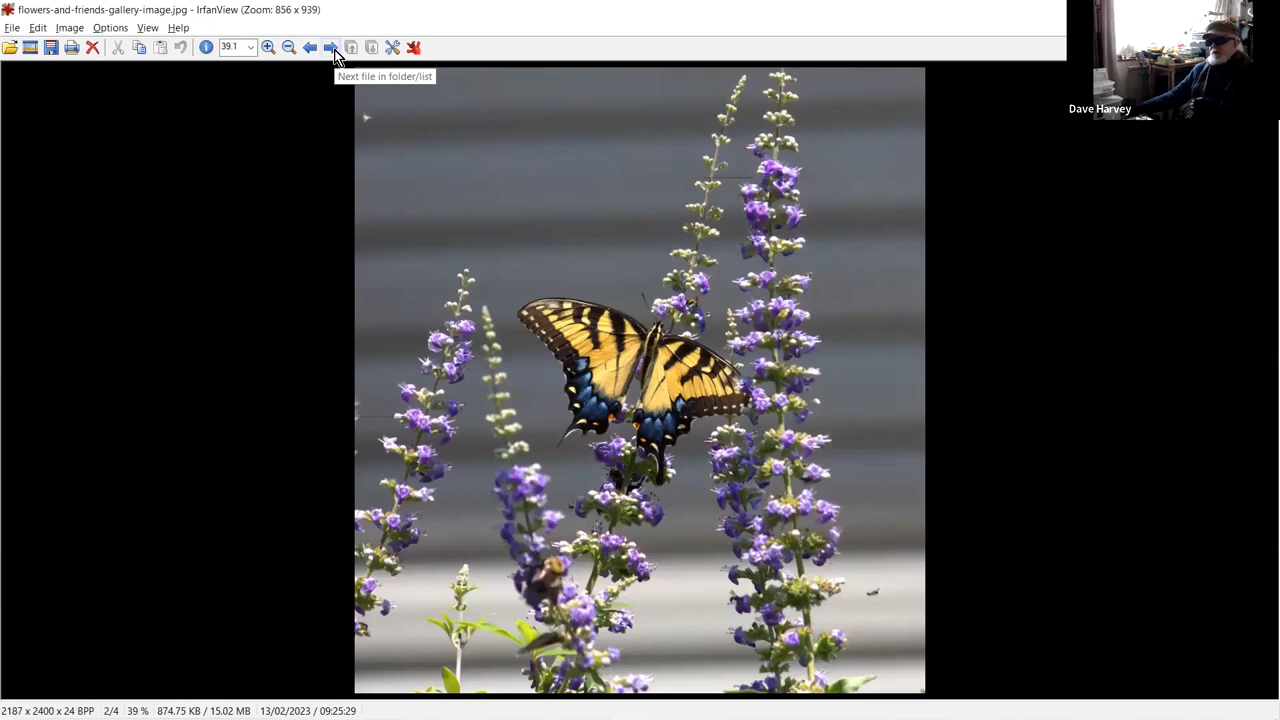 flowers-and-friends-gallery-image.jpg - IrfanView (Zoom: 856 x 939)
File Edit Image Options View Help
39.1
Next file in folder/list
Dave Harvey
2187 x 2400 x 24 BPP 2/4 39 % 874.75 KB / 15.02 MB 13/02/2023 / 09:25:29